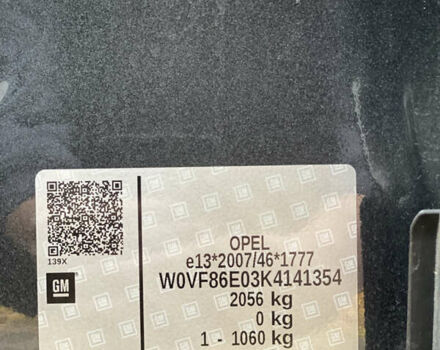 OPEL
e13*2007/46*1777
W0VF86E03K4141354
2056 kg
0 kg
1 - 1060 kg
139X
GM